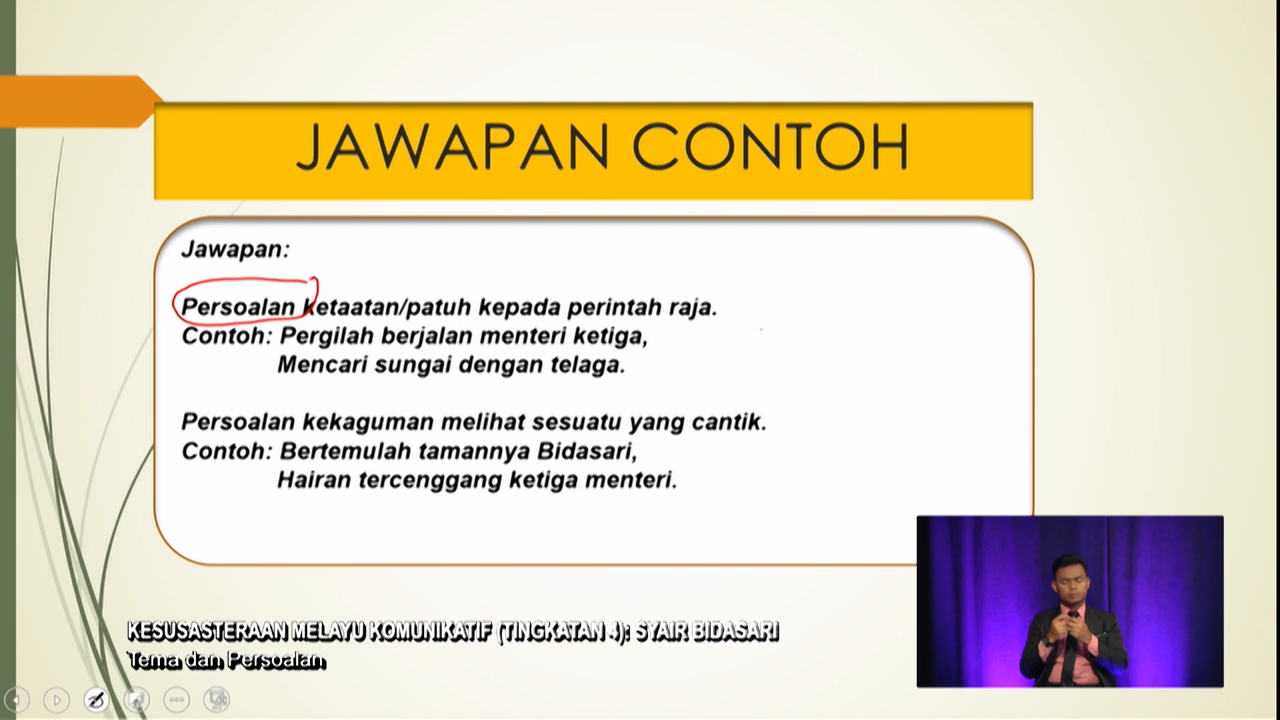 JAWAPAN CONTOH
Jawapan:
Persoalan ketaatan/patuh kepada perintah raja.
Contoh: Pergilah berjalan menteri ketiga,
Mencari sungai dengan telaga.
Persoalan kekaguman melihat sesuatu yang cantik.
Contoh: Bertemulah tamannya Bidasari,
Hairan tercenggang ketiga menteri.
KESUSASTERAAN MELAYU KOMUNIKATIF (TINGKATAN 4): SYAIR BIDASARI
Tema dan Persoalan